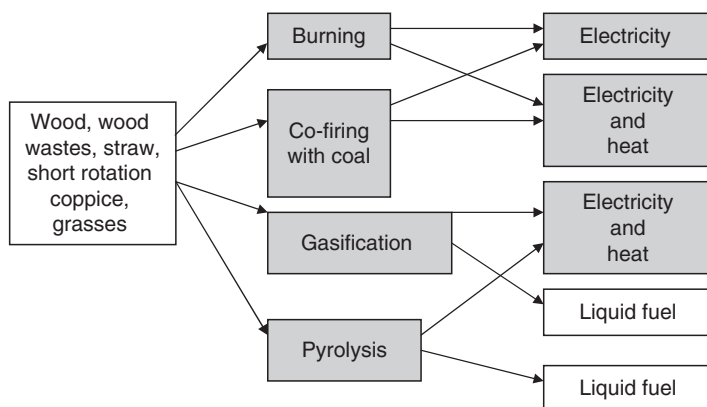 Wood, wood
wastes, straw,
short rotation
coppice,
grasses
Burning
Co-firing
with coal
Gasification
Pyrolysis
Electricity
Electricity
and
heat
Electricity
and
heat
Liquid fuel
Liquid fuel